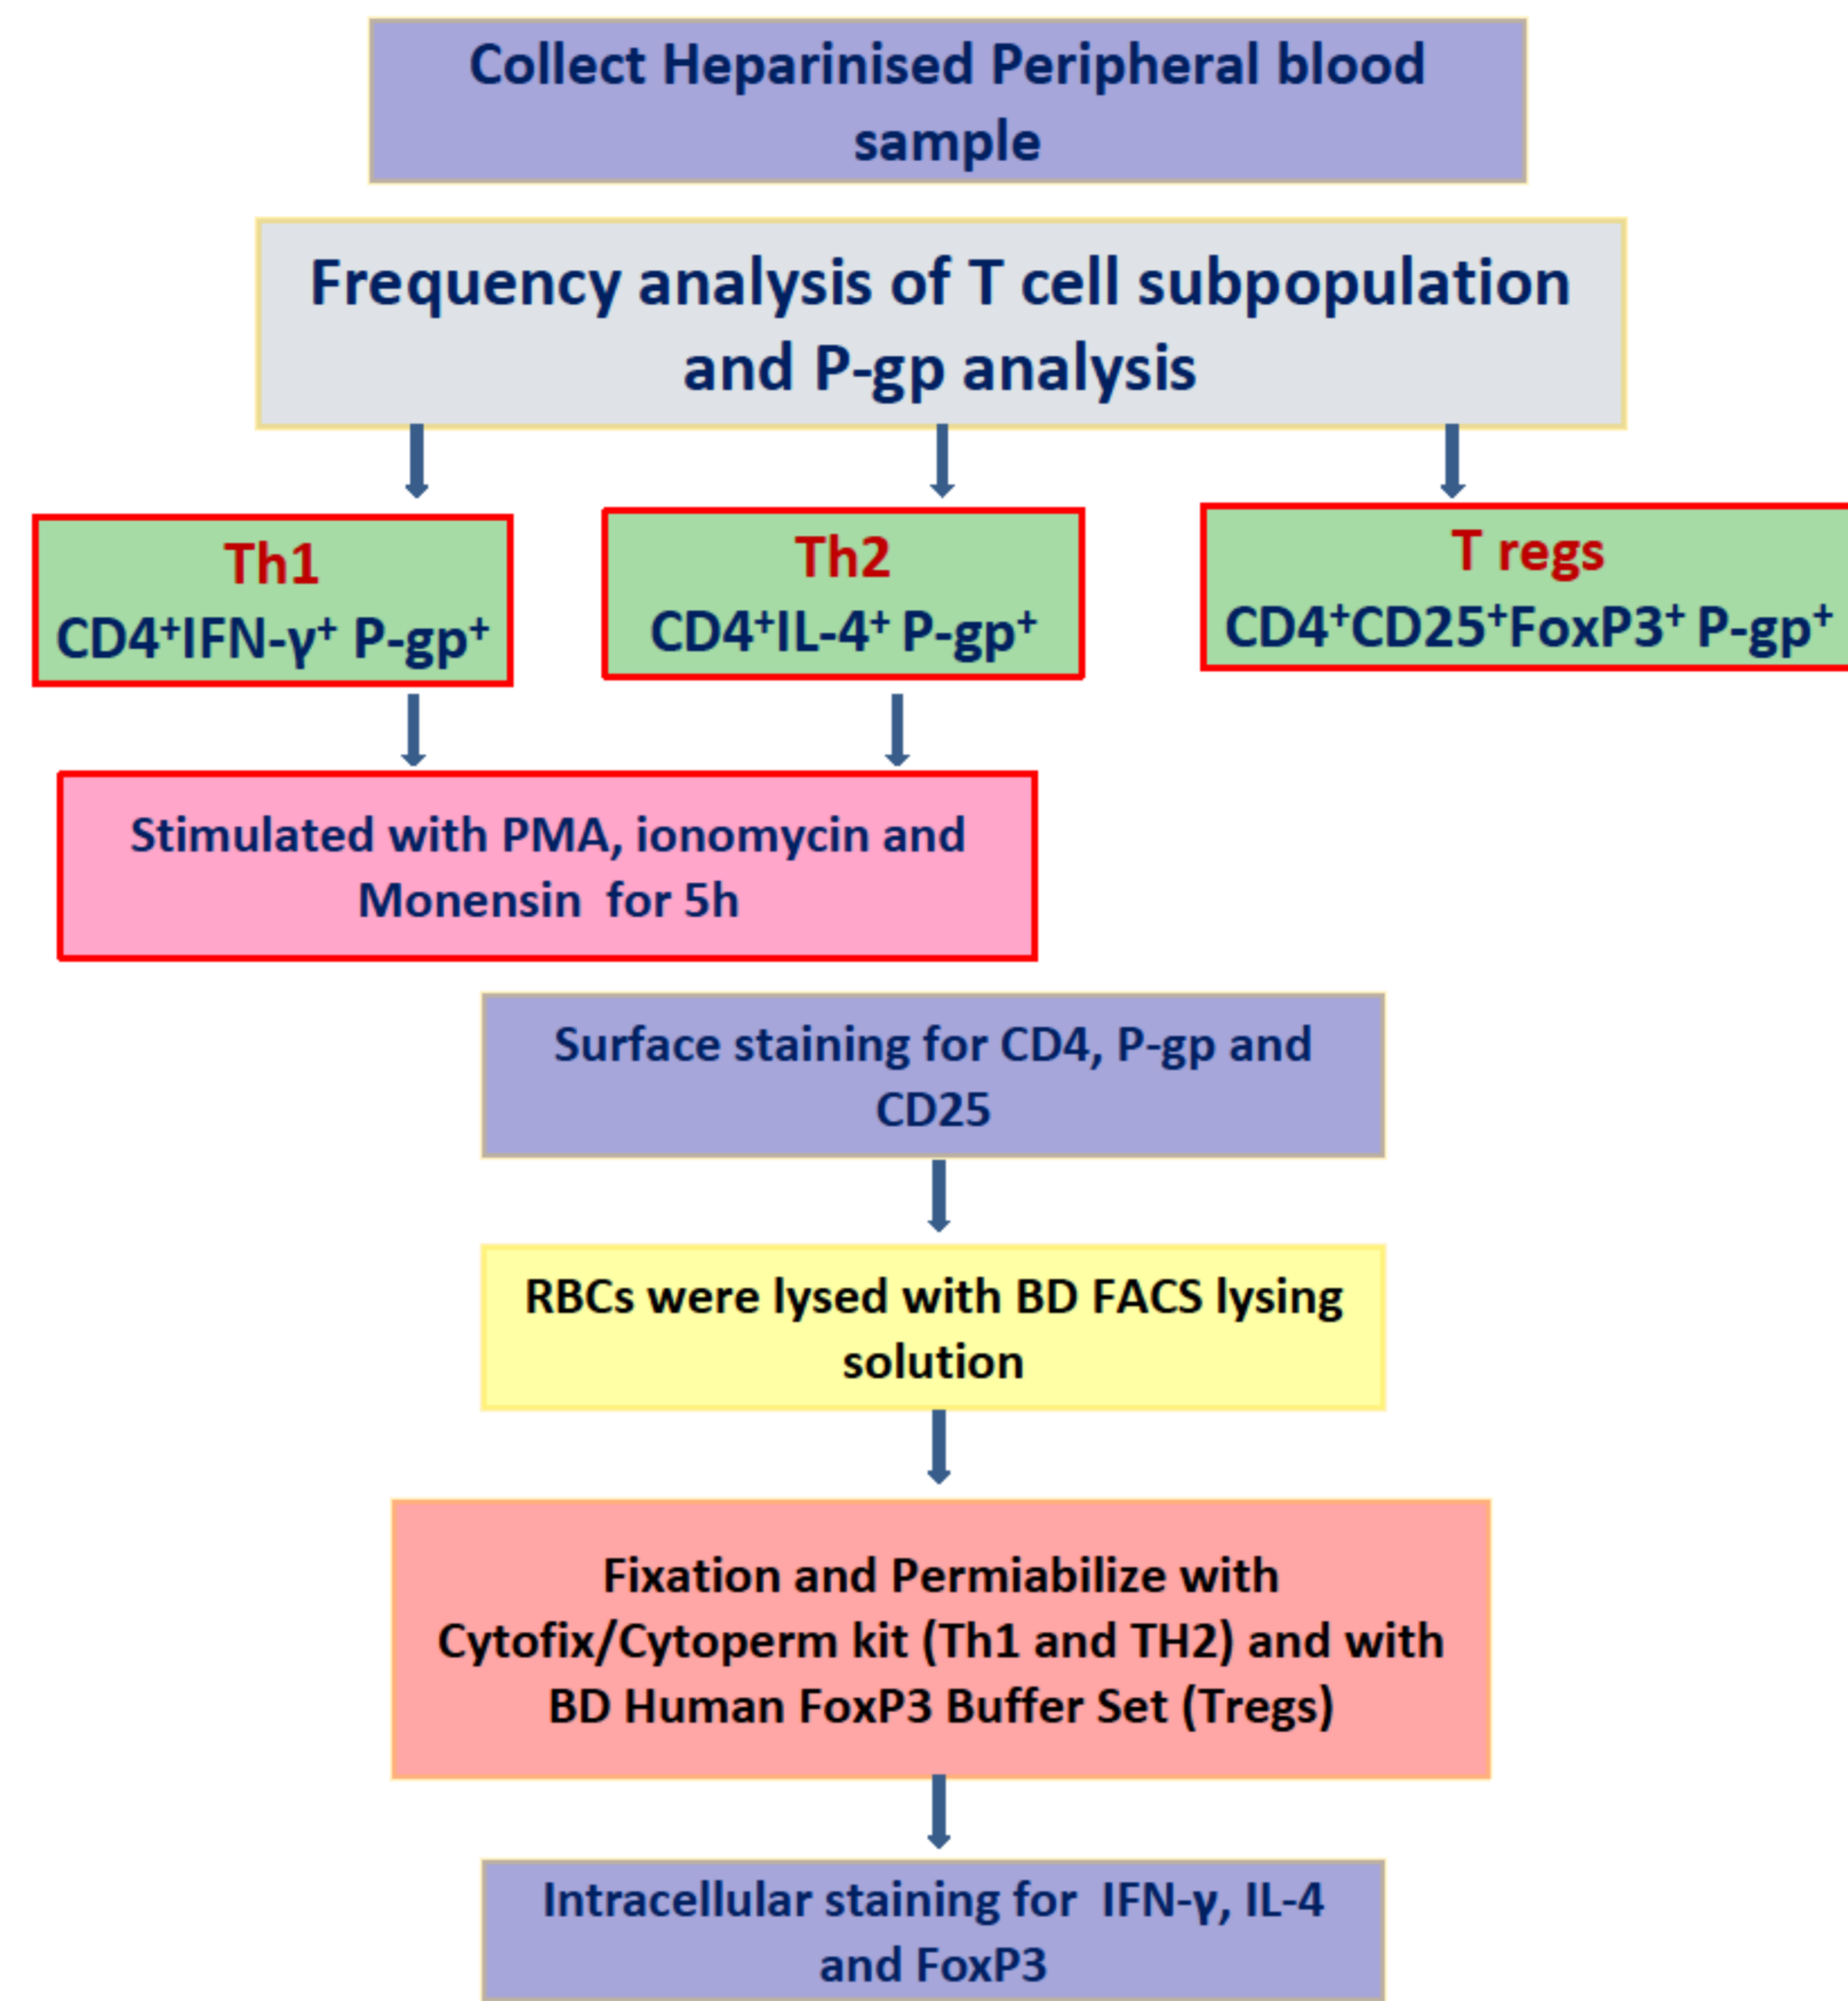 Collect Heparinised Peripheral blood
sample
Frequency analysis of T cell subpopulation
and P-gp analysis
Th1
CD4⁺IFN-γ⁺ P-gp⁺
Th2
CD4⁺IL-4⁺ P-gp⁺
T regs
CD4⁺CD25⁺FoxP3⁺ P-gp⁺
Stimulated with PMA, ionomycin and
Monensin for 5h
Surface staining for CD4, P-gp and
CD25
RBCs were lysed with BD FACS lysing
solution
Fixation and Permiabilize with
Cytofix/Cytoperm kit (Th1 and TH2) and with
BD Human FoxP3 Buffer Set (Tregs)
Intracellular staining for IFN-γ, IL-4
and FoxP3